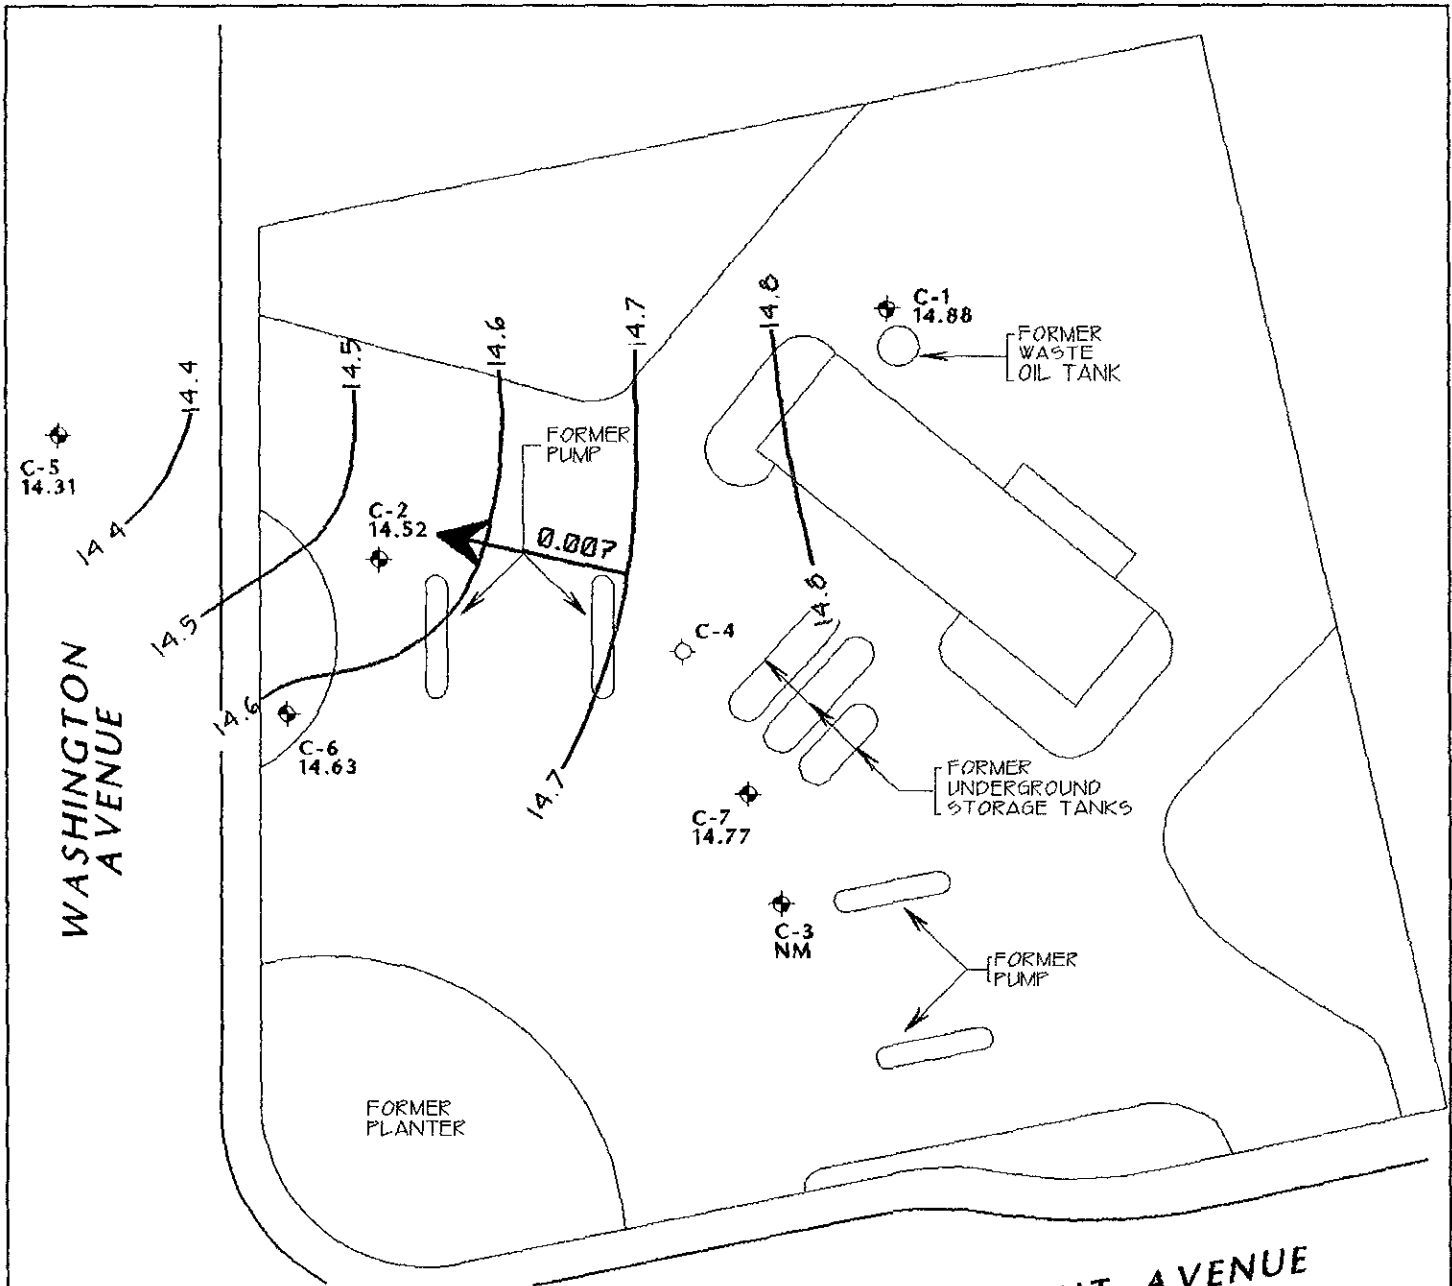 14.8
14.7
14.6
14.5
14.4
C-1
14.88
FORMER
WASTE
OIL TANK
FORMER
PUMP
C-5
14.31
C-2
14.52
0.007
14.4
14.5
14.6
14.7
14.8
C-4
WASHINGTON
AVENUE
C-6
14.63
C-7
14.77
FORMER
UNDERGROUND
STORAGE TANKS
C-3
NM
FORMER
PUMP
FORMER
PLANTER
AVENUE